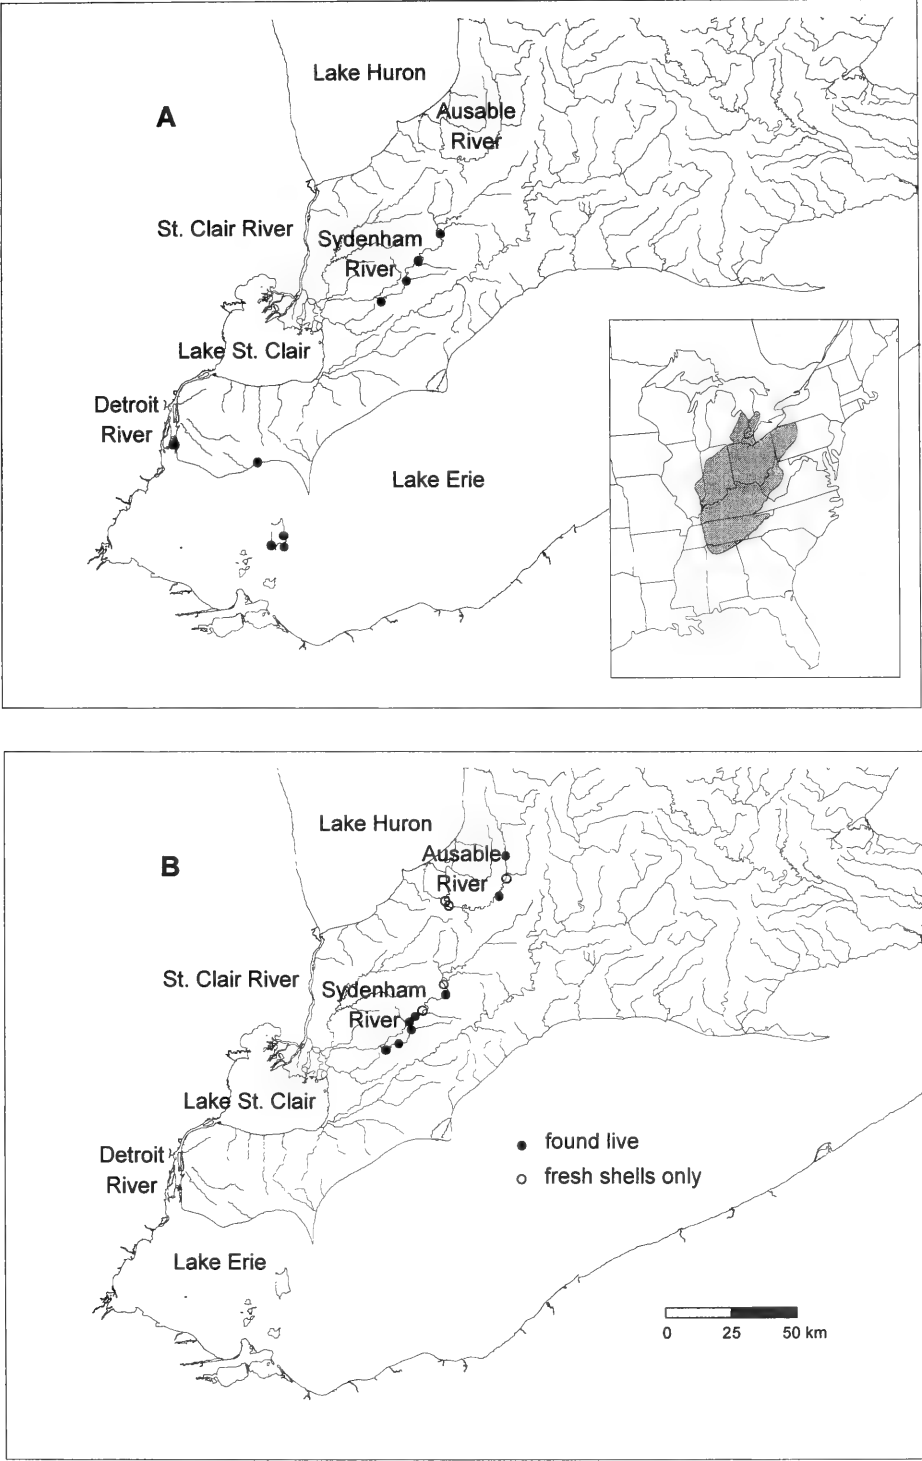 Lake Huron
A
Ausable
River
St. Clair River
Sydenham
River
Lake St. Clair
Detroit
River
Lake Erie
Lake Huron
B
Ausable
River
St. Clair River
Sydenham
River
Lake St. Clair
Detroit
River
found live
fresh shells only
Lake Erie
0 25 50 km